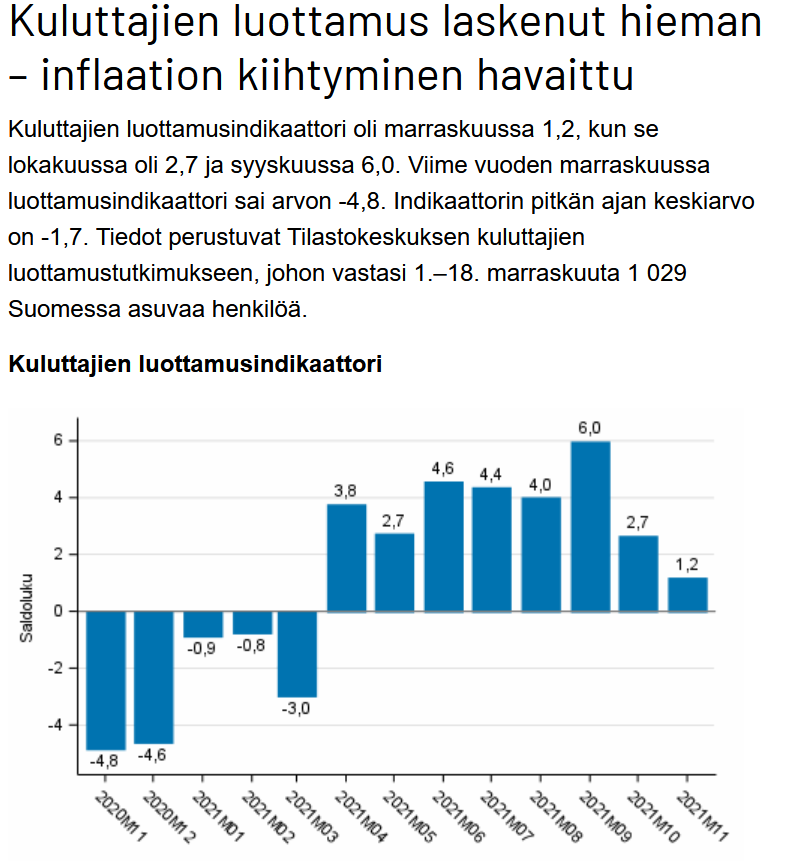 Kuluttajien luottamus laskenut hieman
– inflaation kiihtyminen havaittu
Kuluttajien luottamusindikaattori oli marraskuussa 1,2, kun se
lokakuussa oli 2,7 ja syyskuussa 6,0. Viime vuoden marraskuussa
luottamusindikaattori sai arvon -4,8. Indikaattorin pitkän ajan keskiarvo
on -1,7. Tiedot perustuvat Tilastokeskuksen kuluttajien
luottamustutkimukseen, johon vastasi 1.–18. marraskuuta 1 029
Suomessa asuvaa henkilöä.
Kuluttajien luottamusindikaattori
Saldoluku
6
4
2
0
-2
-4
-4,8
-4,6
-0,9
-0,8
-3,0
3,8
2,7
4,6
4,4
4,0
6,0
2,7
1,2
2020M11
2020M12
2021M01
2021M02
2021M03
2021M04
2021M05
2021M06
2021M07
2021M08
2021M09
2021M10
2021M11